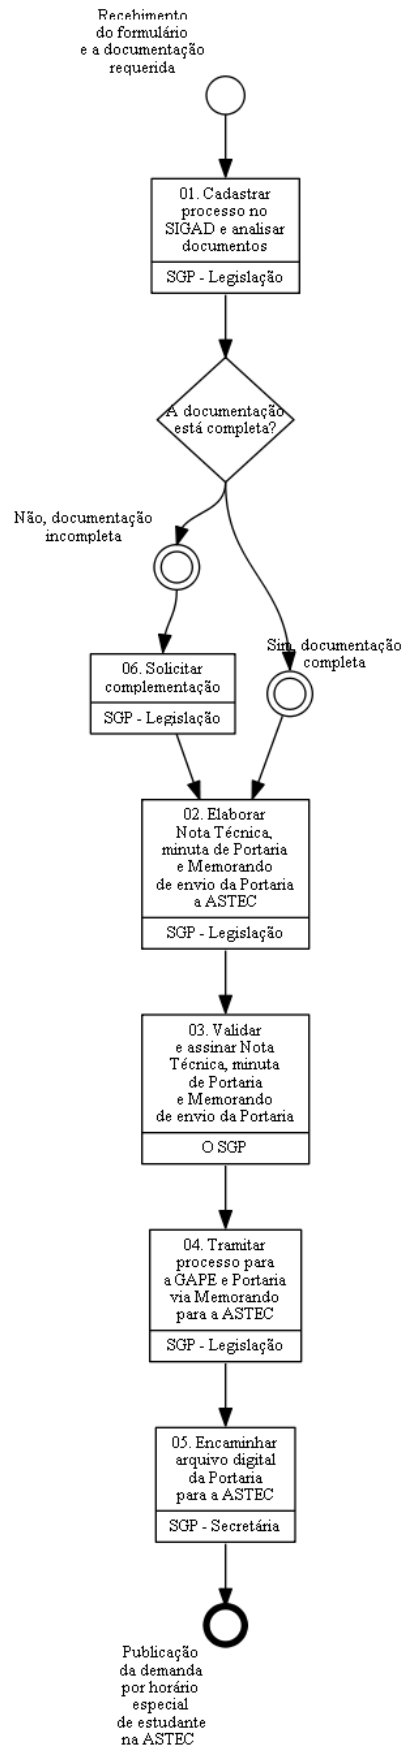 Recebimento
do formulário
e a documentação
requerida
01. Cadastrar
processo no
SIGAD e analisar
documentos
SGP - Legislação
A documentação
está completa?
Não, documentação
incompleta
Sim, documentação
completa
06. Solicitar
complementação
SGP - Legislação
02. Elaborar
Nota Técnica,
minuta de Portaria
e Memorando
de envio da Portaria
a ASTEC
SGP - Legislação
03. Validar
e assinar Nota
Técnica, minuta
de Portaria
e Memorando
de envio da Portaria
O SGP
04. Tramitar
processo para
a GAPE e Portaria
via Memorando
para a ASTEC
SGP - Legislação
05. Encaminhar
arquivo digital
da Portaria
para a ASTEC
SGP - Secretária
Publicação
da demanda
por horário
especial
de estudante
na ASTEC